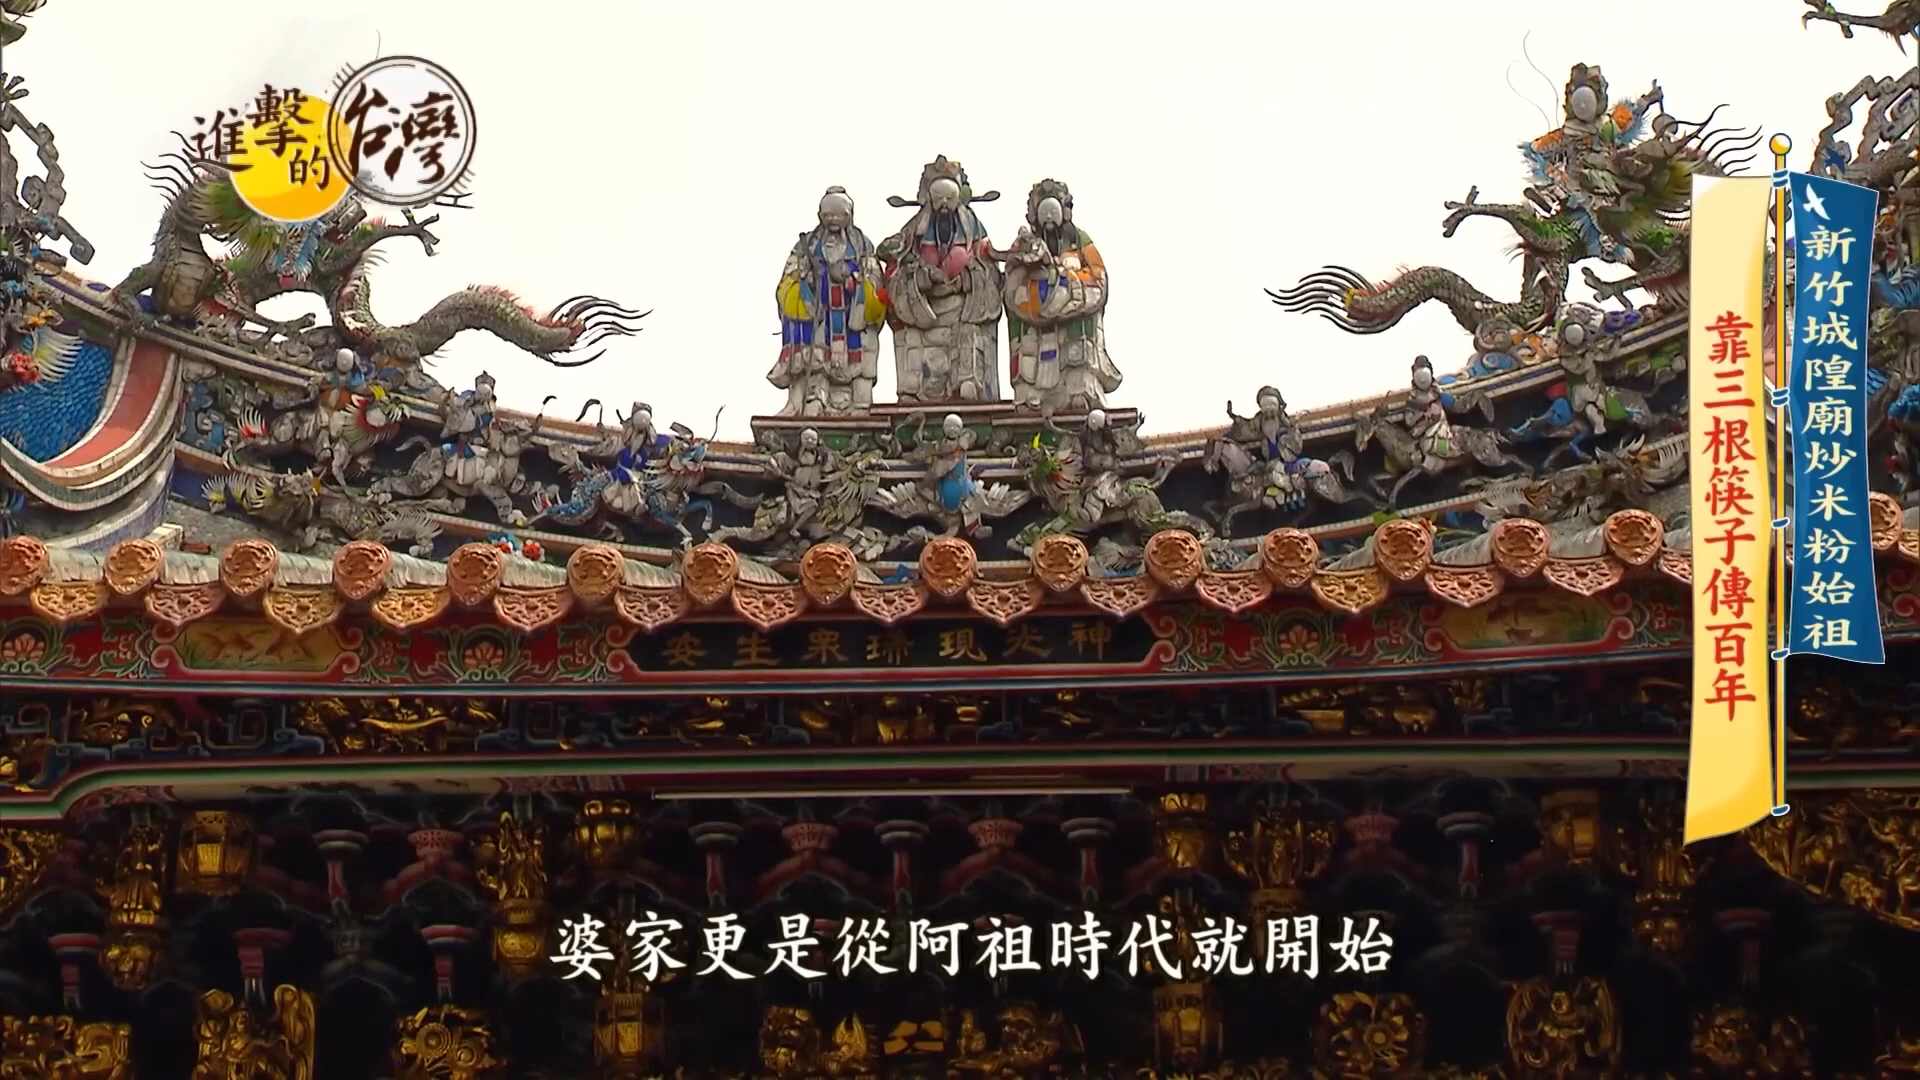 進擊的台灣
新竹城隍廟炒米粉始祖
靠三根筷子傳百年
神光現瑞眾生安
婆家更是從阿祖時代就開始